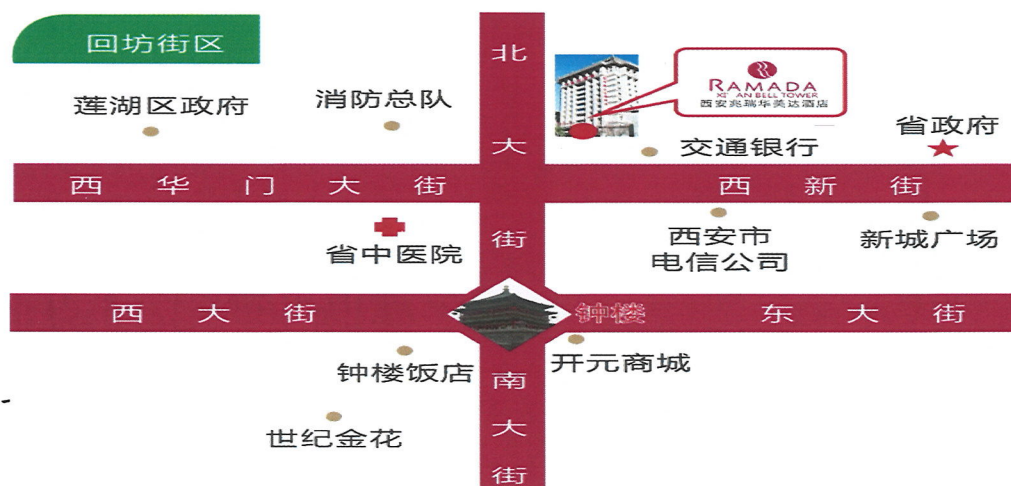 回坊街区
莲湖区政府
消防总队
北大街
RAMADA
XI'AN BELL TOWER
西安兆瑞华美达酒店
交通银行
省政府
西华门大街
西新街
省中医院
西安市
电信公司
新城广场
西大街
钟楼
东大街
钟楼饭店
开元商城
世纪金花
南大街